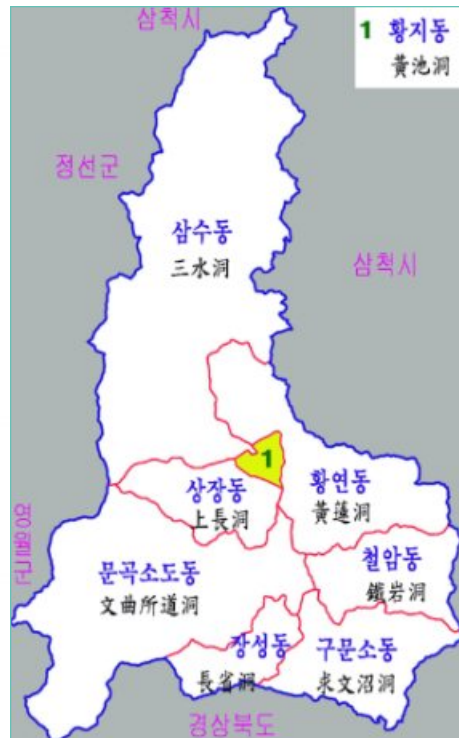 삼척시
1 황지동
黃池洞
정선군
삼수동
三水洞
삼척시
1
상장동
上長洞
황연동
黃蓮洞
영월군
문곡소도동
文曲所道洞
철암동
鐵岩洞
장성동
長省洞
구문소동
求文沼洞
경상북도